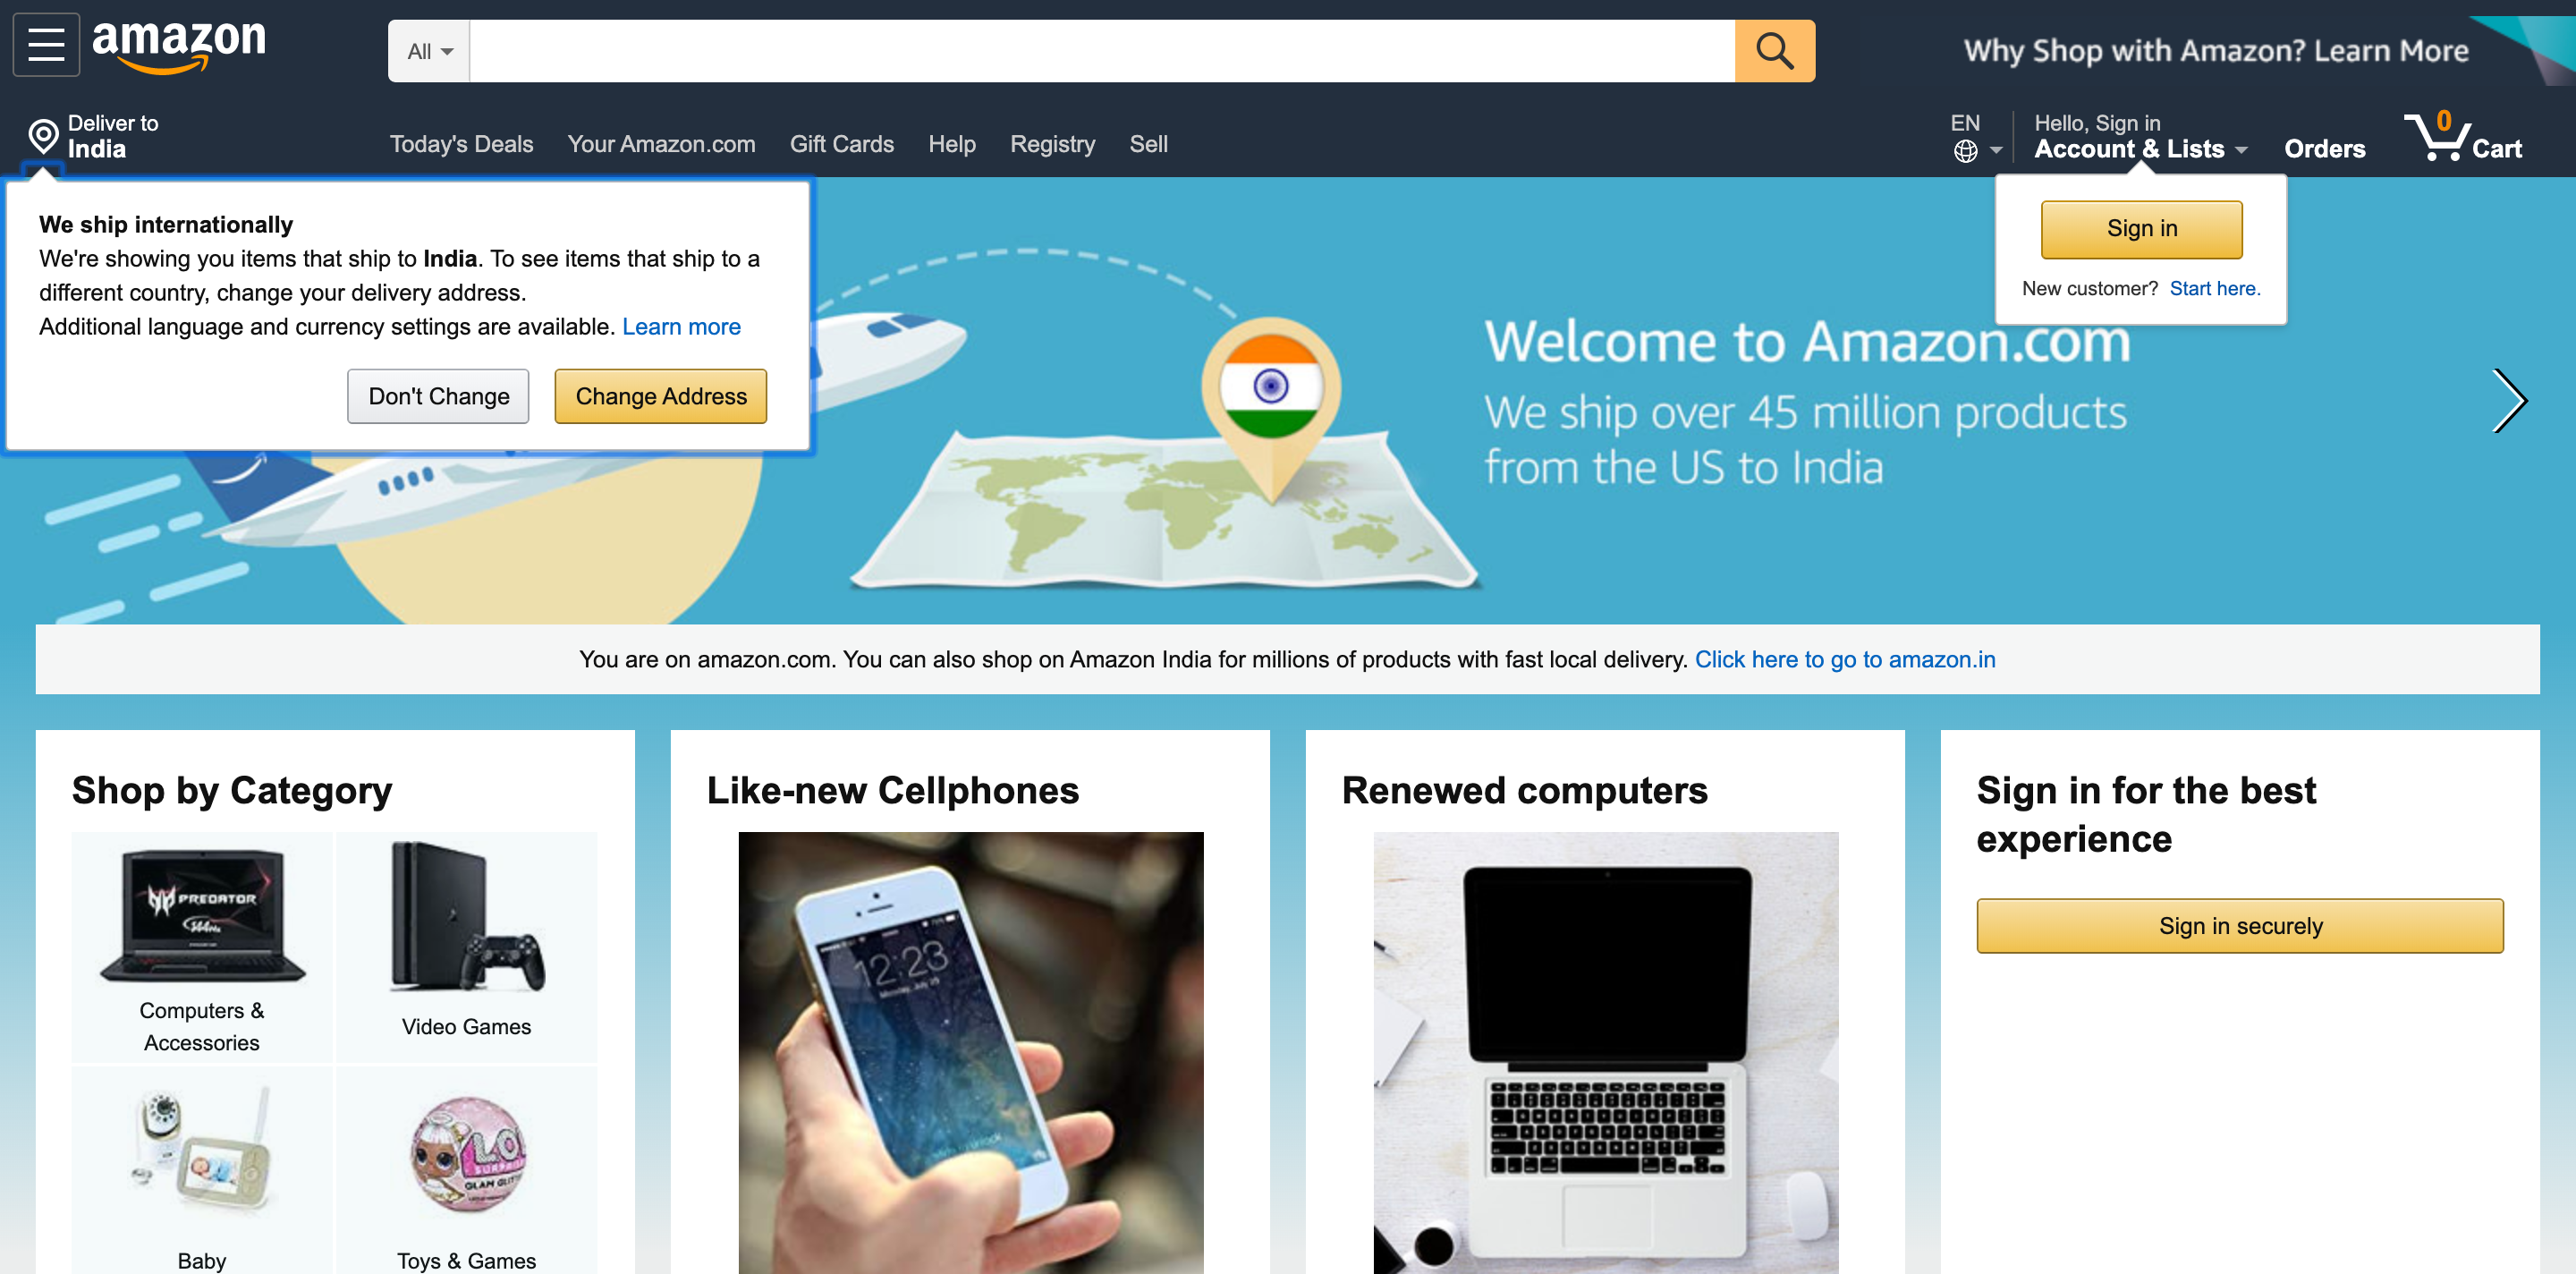 amazon
All
Why Shop with Amazon? Learn More
Deliver to
India
Today's Deals
Your Amazon.com
Gift Cards
Help
Registry
Sell
EN
Hello, Sign in
Account & Lists
Orders
0
Cart
We ship internationally
We're showing you items that ship to India. To see items that ship to a
different country, change your delivery address.
Additional language and currency settings are available. Learn more
Don't Change
Change Address
Sign in
New customer? Start here.
Welcome to Amazon.com
We ship over 45 million products
from the US to India
You are on amazon.com. You can also shop on Amazon India for millions of products with fast local delivery. Click here to go to amazon.in
Shop by Category
PREDATOR
Computers &
Accessories
Video Games
Baby
L.O.
SURPRISE
Toys & Games
Like-new Cellphones
12:23
Renewed computers
Sign in for the best
experience
Sign in securely